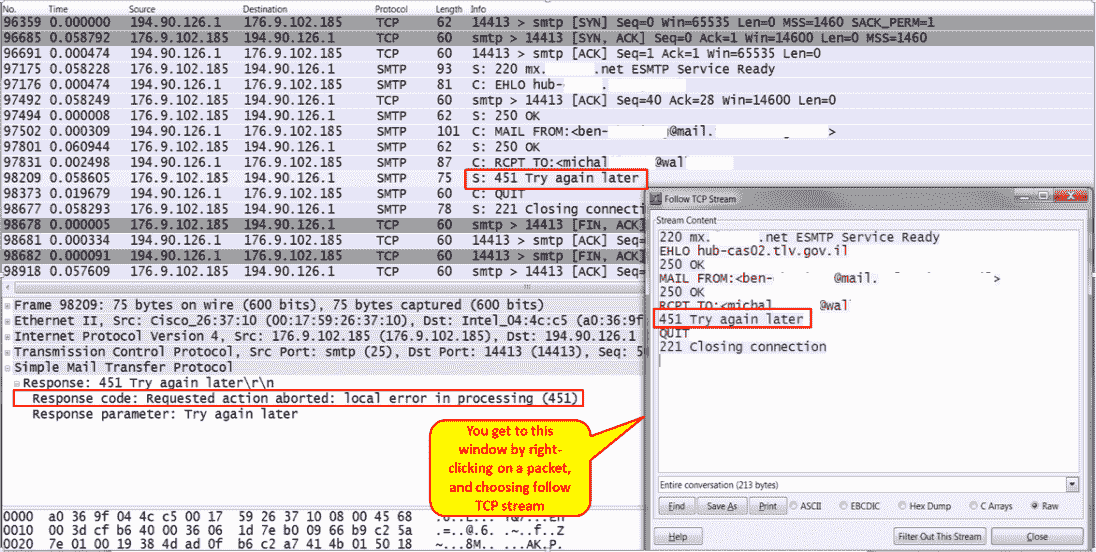 No. Time Source Destination Protocol Length Info
96359 0.000000 194.90.126.1 176.9.102.185 TCP 62 14413 > smtp [SYN] Seq=0 Win=65535 Len=0 MSS=1460 SACK_PERM=1
96685 0.058792 176.9.102.185 194.90.126.1 TCP 60 smtp > 14413 [SYN, ACK] Seq=0 Ack=1 Win=14600 Len=0 MSS=1460
96691 0.000474 194.90.126.1 176.9.102.185 TCP 60 14413 > smtp [ACK] Seq=1 Ack=1 Win=65535 Len=0
97175 0.058228 176.9.102.185 194.90.126.1 SMTP 93 S: 220 mx. .net ESMTP Service Ready
97176 0.000474 194.90.126.1 176.9.102.185 SMTP 81 C: EHLO hub-
97492 0.058249 176.9.102.185 194.90.126.1 TCP 60 smtp > 14413 [ACK] Seq=40 Ack=28 Win=14600 Len=0
97494 0.000008 176.9.102.185 194.90.126.1 SMTP 62 S: 250 OK
97502 0.000309 194.90.126.1 176.9.102.185 SMTP 101 C: MAIL FROM:<ben- @mail. >
97801 0.060944 176.9.102.185 194.90.126.1 SMTP 62 S: 250 OK
97831 0.002498 194.90.126.1 176.9.102.185 SMTP 87 C: RCPT TO:<michal @wal
98209 0.058605 176.9.102.185 194.90.126.1 SMTP 75 S: 451 Try again later
98373 0.019679 194.90.126.1 176.9.102.185 SMTP 60 C: QUIT
98677 0.058293 176.9.102.185 194.90.126.1 SMTP 78 S: 221 Closing connecti
98678 0.000005 176.9.102.185 194.90.126.1 TCP 60 smtp > 14413 [FIN, ACK]
98681 0.000334 194.90.126.1 176.9.102.185 TCP 60 14413 > smtp [ACK] Seq=
98682 0.000091 194.90.126.1 176.9.102.185 TCP 60 14413 > smtp [FIN, ACK]
98918 0.057609 176.9.102.185 194.90.126.1 TCP 60 smtp > 14413 [ACK] Seq=
Frame 98209: 75 bytes on wire (600 bits), 75 bytes captured (600 bits)
Ethernet II, Src: Cisco_26:37:10 (00:17:59:26:37:10), Dst: Intel_04:4c:c5 (a0:36:9f
Internet Protocol Version 4, Src: 176.9.102.185 (176.9.102.185), Dst: 194.90.126.1
Transmission Control Protocol, Src Port: smtp (25), Dst Port: 14413 (14413), Seq: 5
Simple Mail Transfer Protocol
Response: 451 Try again later\r\n
Response code: Requested action aborted: local error in processing (451)
Response parameter: Try again later
You get to this
window by right-
clicking on a packet,
and choosing follow
TCP stream
0000 a0 36 9f 04 4c c5 00 17 59 26 37 10 08 00 45 68
0010 00 3d cf b6 40 00 36 06 1d 7e b0 09 66 b9 c2 5a
0020 7e 01 00 19 38 4d ad 0f b6 c2 a7 41 4b 01 50 18
Follow TCP Stream
Stream Content
220 mx. .net ESMTP Service Ready
EHLO hub-cas02.tlv.gov.il
250 OK
MAIL FROM:<ben- @mail. >
250 OK
RCPT TO:<michal @wal
451 Try again later
QUIT
221 Closing connection
Entire conversation (213 bytes)
Find Save As Print ASCII EBCDIC Hex Dump C Arrays Raw
Help Filter Out This Stream Close